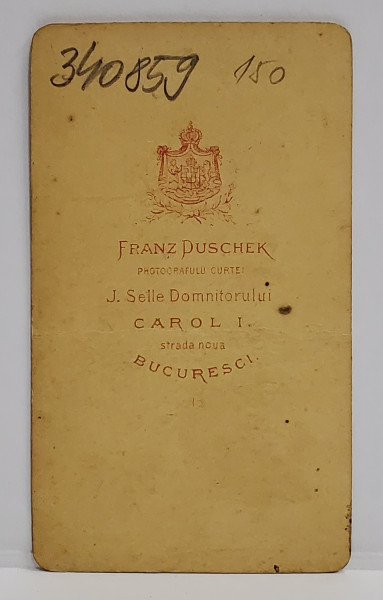 340859 150
FRANZ DUSCHEK
PHOTOGRAFULU CURTEI
J. Selle Domnitorului
CAROL I.
strada noua
BUCURESCI.